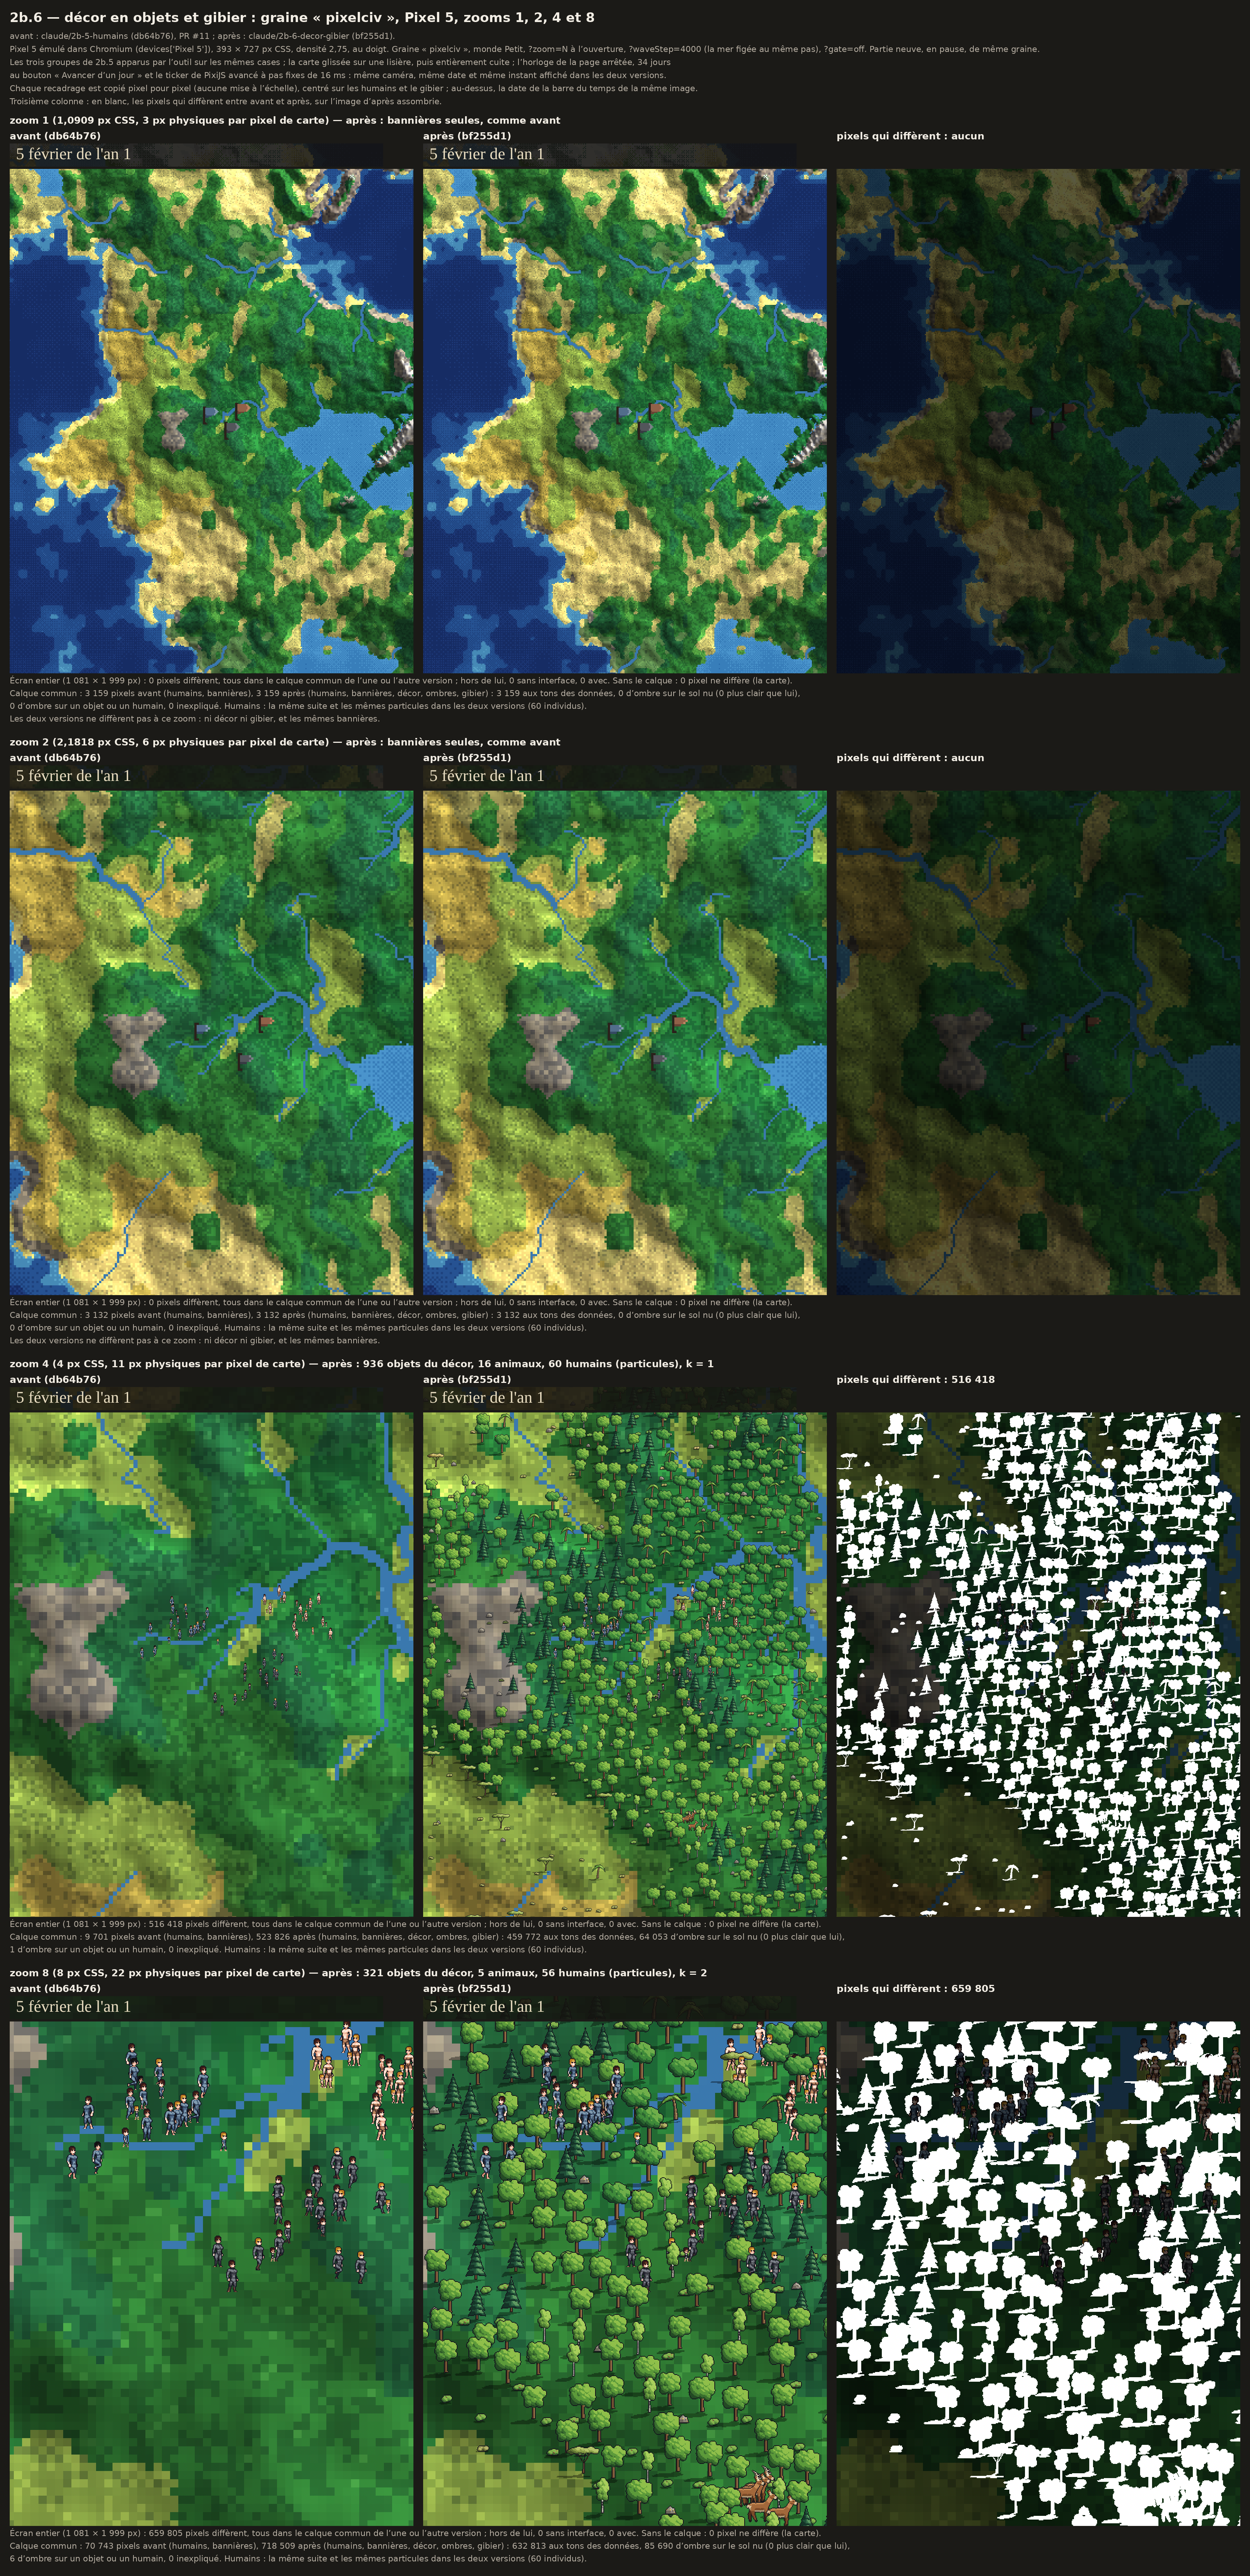 2b.6 — décor en objets et gibier : graine « pixelciv », Pixel 5, zooms 1, 2, 4 et 8
avant : claude/2b-5-humains (db64b76), PR #11 ; après : claude/2b-6-decor-gibier (bf255d1).
Pixel 5 émulé dans Chromium (devices['Pixel 5']), 393 × 727 px CSS, densité 2,75, au doigt. Graine « pixelciv », monde Petit, ?zoom=N à l'ouverture, ?waveStep=4000 (la mer figée au même pas), ?gate=off. Partie neuve, en pause, de même graine.
Les trois groupes de 2b.5 apparus par l'outil sur les mêmes cases ; la carte glissée sur une lisière, puis entièrement cuite ; l'horloge de la page arrêtée, 34 jours
au bouton « Avancer d'un jour » et le ticker de PixiJS avancé à pas fixes de 16 ms : même caméra, même date et même instant affiché dans les deux versions.
Chaque recadrage est copié pixel pour pixel (aucune mise à l'échelle), centré sur les humains et le gibier ; au-dessus, la date de la barre du temps de la même image.
Troisième colonne : en blanc, les pixels qui diffèrent entre avant et après, sur l'image d'après assombrie.
zoom 1 (1,0909 px CSS, 3 px physiques par pixel de carte) — après : bannières seules, comme avant
avant (db64b76)
après (bf255d1)
pixels qui diffèrent : aucun
5 février de l'an 1
5 février de l'an 1
Écran entier (1 081 × 1 999 px) : 0 pixels diffèrent, tous dans le calque commun de l'une ou l'autre version ; hors de lui, 0 sans interface, 0 avec. Sans le calque : 0 pixel ne diffère (la carte).
Calque commun : 3 159 pixels avant (humains, bannières), 3 159 après (humains, bannières, décor, ombres, gibier) : 3 159 aux tons des données, 0 d'ombre sur le sol nu (0 plus clair que lui),
0 d'ombre sur un objet ou un humain, 0 inexpliqué. Humains : la même suite et les mêmes particules dans les deux versions (60 individus).
Les deux versions ne diffèrent pas à ce zoom : ni décor ni gibier, et les mêmes bannières.
zoom 2 (2,1818 px CSS, 6 px physiques par pixel de carte) — après : bannières seules, comme avant
avant (db64b76)
après (bf255d1)
pixels qui diffèrent : aucun
5 février de l'an 1
5 février de l'an 1
Écran entier (1 081 × 1 999 px) : 0 pixels diffèrent, tous dans le calque commun de l'une ou l'autre version ; hors de lui, 0 sans interface, 0 avec. Sans le calque : 0 pixel ne diffère (la carte).
Calque commun : 3 132 pixels avant (humains, bannières), 3 132 après (humains, bannières, décor, ombres, gibier) : 3 132 aux tons des données, 0 d'ombre sur le sol nu (0 plus clair que lui),
0 d'ombre sur un objet ou un humain, 0 inexpliqué. Humains : la même suite et les mêmes particules dans les deux versions (60 individus).
Les deux versions ne diffèrent pas à ce zoom : ni décor ni gibier, et les mêmes bannières.
zoom 4 (4 px CSS, 11 px physiques par pixel de carte) — après : 936 objets du décor, 16 animaux, 60 humains (particules), k = 1
avant (db64b76)
après (bf255d1)
pixels qui diffèrent : 516 418
5 février de l'an 1
5 février de l'an 1
Écran entier (1 081 × 1 999 px) : 516 418 pixels diffèrent, tous dans le calque commun de l'une ou l'autre version ; hors de lui, 0 sans interface, 0 avec. Sans le calque : 0 pixel ne diffère (la carte).
Calque commun : 9 701 pixels avant (humains, bannières), 523 826 après (humains, bannières, décor, ombres, gibier) : 459 772 aux tons des données, 64 053 d'ombre sur le sol nu (0 plus clair que lui),
1 d'ombre sur un objet ou un humain, 0 inexpliqué. Humains : la même suite et les mêmes particules dans les deux versions (60 individus).
zoom 8 (8 px CSS, 22 px physiques par pixel de carte) — après : 321 objets du décor, 5 animaux, 56 humains (particules), k = 2
avant (db64b76)
après (bf255d1)
pixels qui diffèrent : 659 805
5 février de l'an 1
5 février de l'an 1
Écran entier (1 081 × 1 999 px) : 659 805 pixels diffèrent, tous dans le calque commun de l'une ou l'autre version ; hors de lui, 0 sans interface, 0 avec. Sans le calque : 0 pixel ne diffère (la carte).
Calque commun : 70 743 pixels avant (humains, bannières), 718 509 après (humains, bannières, décor, ombres, gibier) : 632 813 aux tons des données, 85 690 d'ombre sur le sol nu (0 plus clair que lui),
6 d'ombre sur un objet ou un humain, 0 inexpliqué. Humains : la même suite et les mêmes particules dans les deux versions (60 individus).